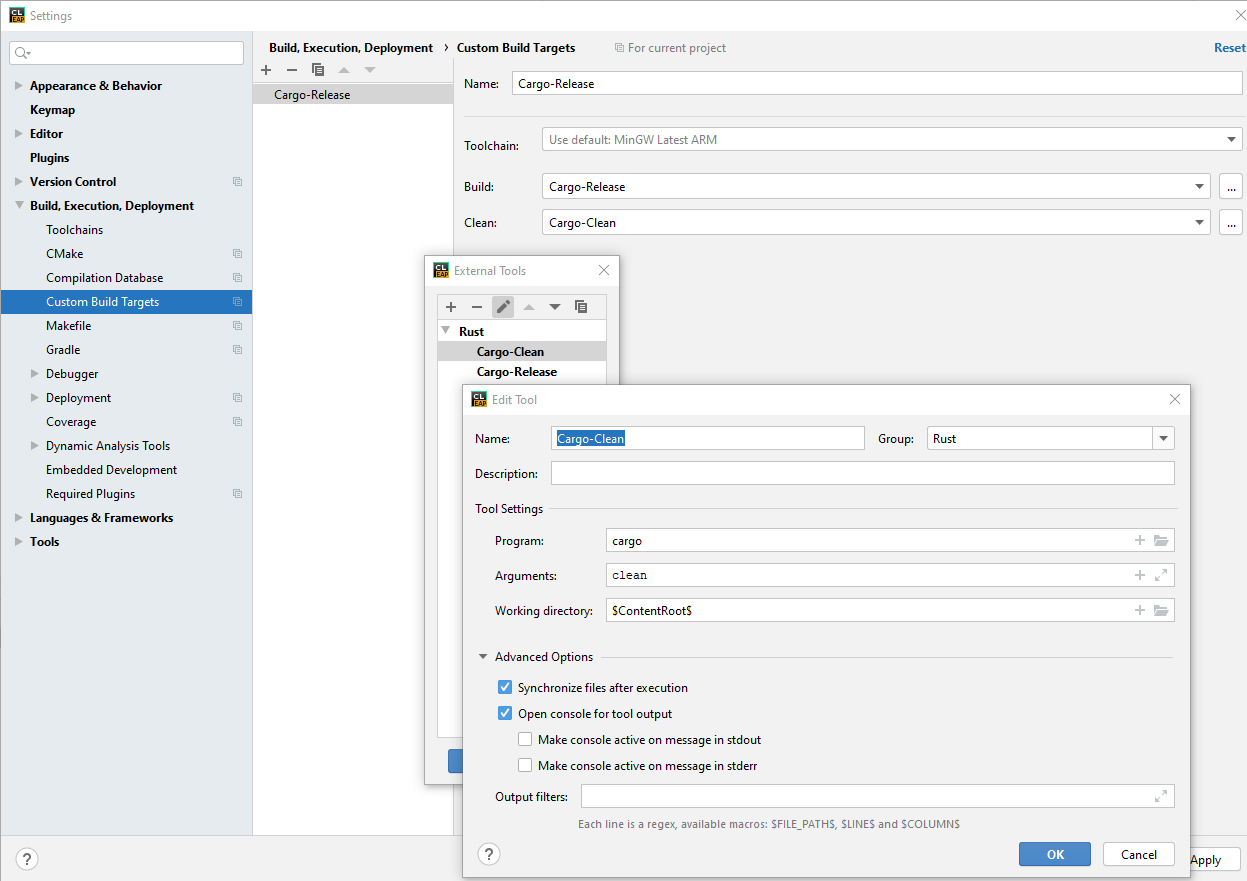 CL EAP Settings
Build, Execution, Deployment › Custom Build Targets For current project Reset
Appearance & Behavior
Keymap
Editor
Plugins
Version Control
Build, Execution, Deployment
Toolchains
CMake
Compilation Database
Custom Build Targets
Makefile
Gradle
Debugger
Deployment
Coverage
Dynamic Analysis Tools
Embedded Development
Required Plugins
Languages & Frameworks
Tools
?
Cargo-Release
Name: Cargo-Release
Toolchain: Use default: MinGW Latest ARM
Build: Cargo-Release ...
Clean: Cargo-Clean ...
CL EAP External Tools
Rust
Cargo-Clean
Cargo-Release
CL EAP Edit Tool
Name: Cargo-Clean Group: Rust
Description:
Tool Settings
Program: cargo
Arguments: clean
Working directory: $ContentRoot$
Advanced Options
Synchronize files after execution
Open console for tool output
Make console active on message in stdout
Make console active on message in stderr
Output filters:
Each line is a regex, available macros: $FILE_PATH$, $LINE$ and $COLUMN$
? OK Cancel
Apply